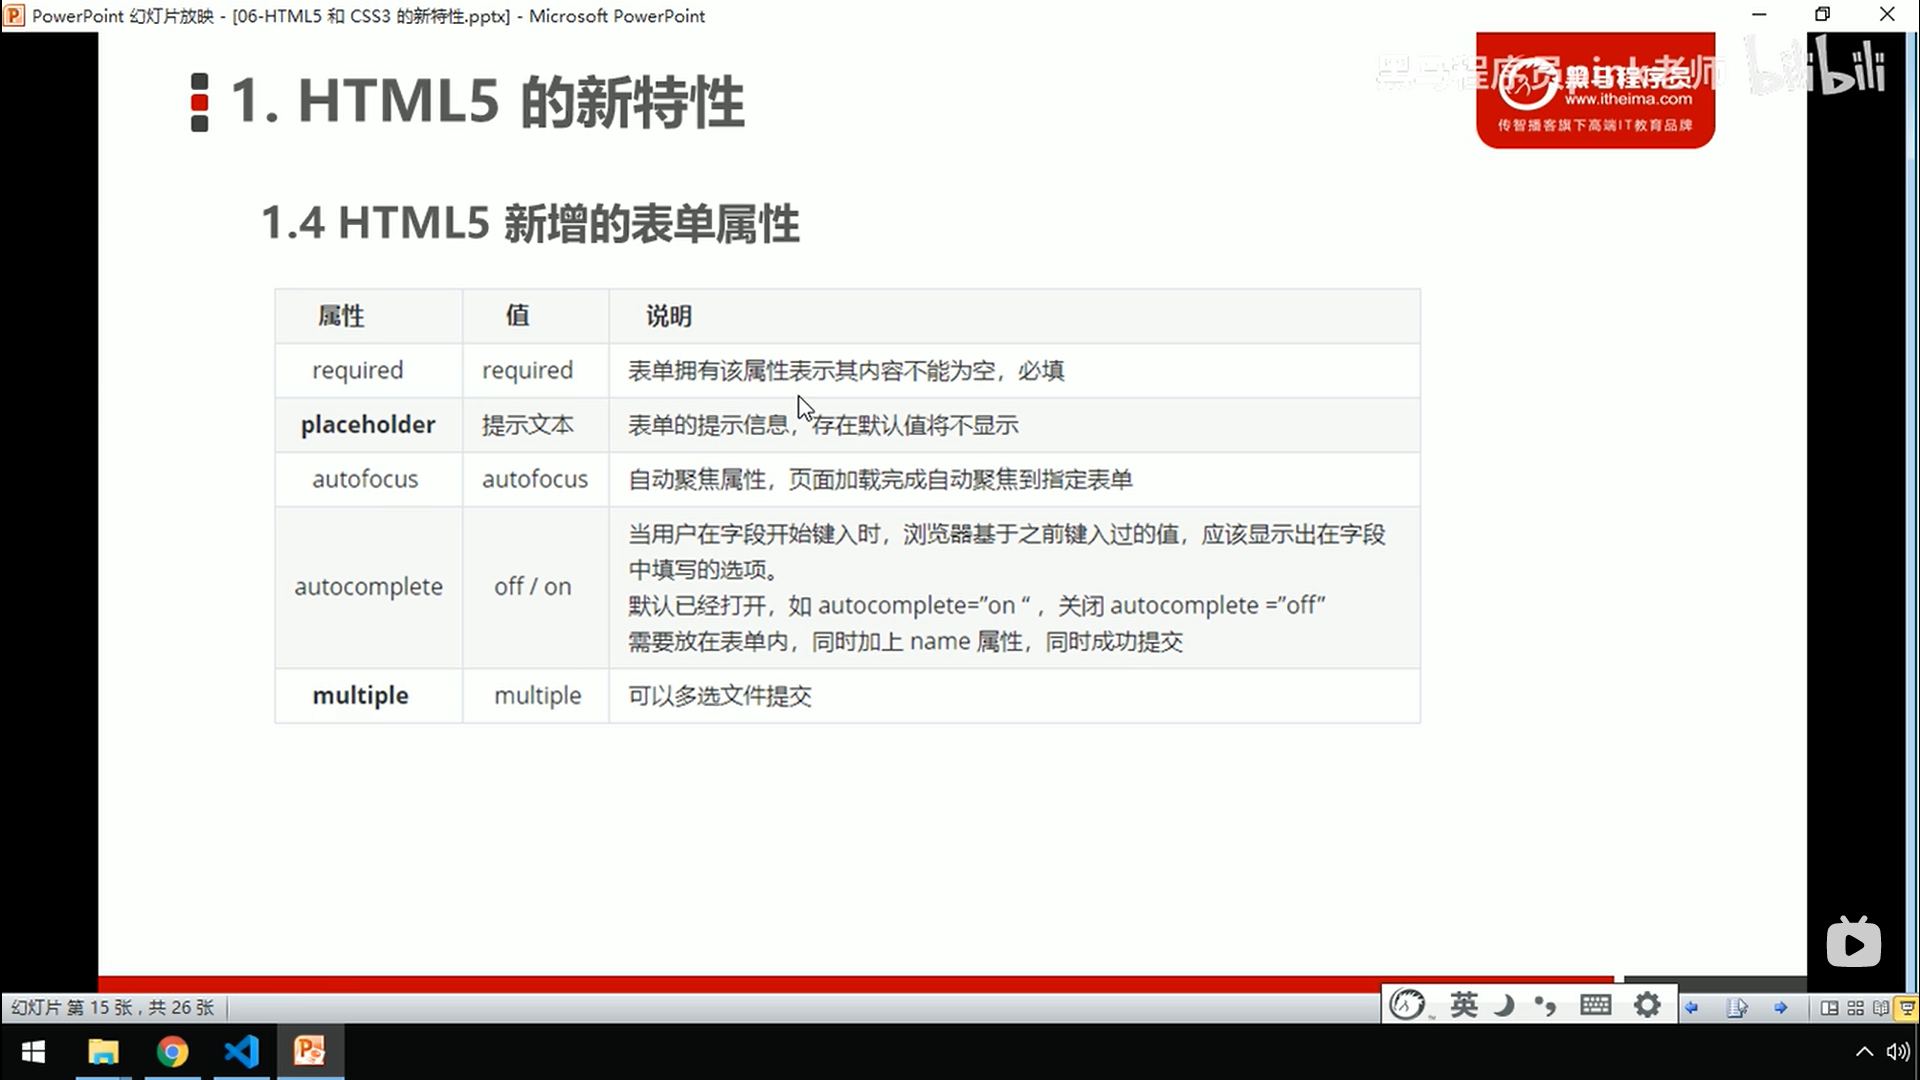 PowerPoint 幻灯片放映 - [06-HTML5 和 CSS3 的新特性.pptx] - Microsoft PowerPoint
黑马程序员pink老师 bilibili
黑马程序员
www.itheima.com
传智播客旗下高端IT教育品牌
1. HTML5 的新特性
1.4 HTML5 新增的表单属性
属性 值 说明
required required 表单拥有该属性表示其内容不能为空，必填
placeholder 提示文本 表单的提示信息，存在默认值将不显示
autofocus autofocus 自动聚焦属性，页面加载完成自动聚焦到指定表单
autocomplete off / on 当用户在字段开始键入时，浏览器基于之前键入过的值，应该显示出在字段
中填写的选项。
默认已经打开，如 autocomplete=”on “ ，关闭 autocomplete =”off”
需要放在表单内，同时加上 name 属性，同时成功提交
multiple multiple 可以多选文件提交
幻灯片 第 15 张，共 26 张
英